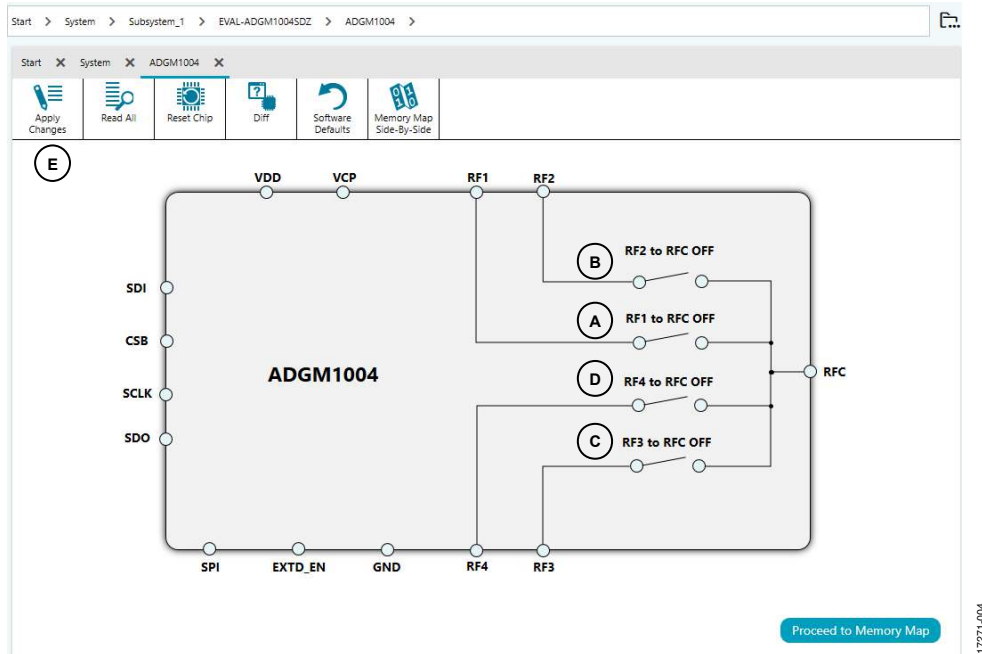 Start > System > Subsystem_1 > EVAL-ADGM1004SDZ > ADGM1004 >
Start X System X ADGM1004 X
Apply Changes
Read All
Reset Chip
Diff
Software Defaults
Memory Map Side-By-Side
E
VDD
VCP
RF1
RF2
B
RF2 to RFC OFF
SDI
A
RF1 to RFC OFF
CSB
ADGM1004
D
RF4 to RFC OFF
RFC
SCLK
SDO
C
RF3 to RFC OFF
SPI
EXTD_EN
GND
RF4
RF3
Proceed to Memory Map
17271-004